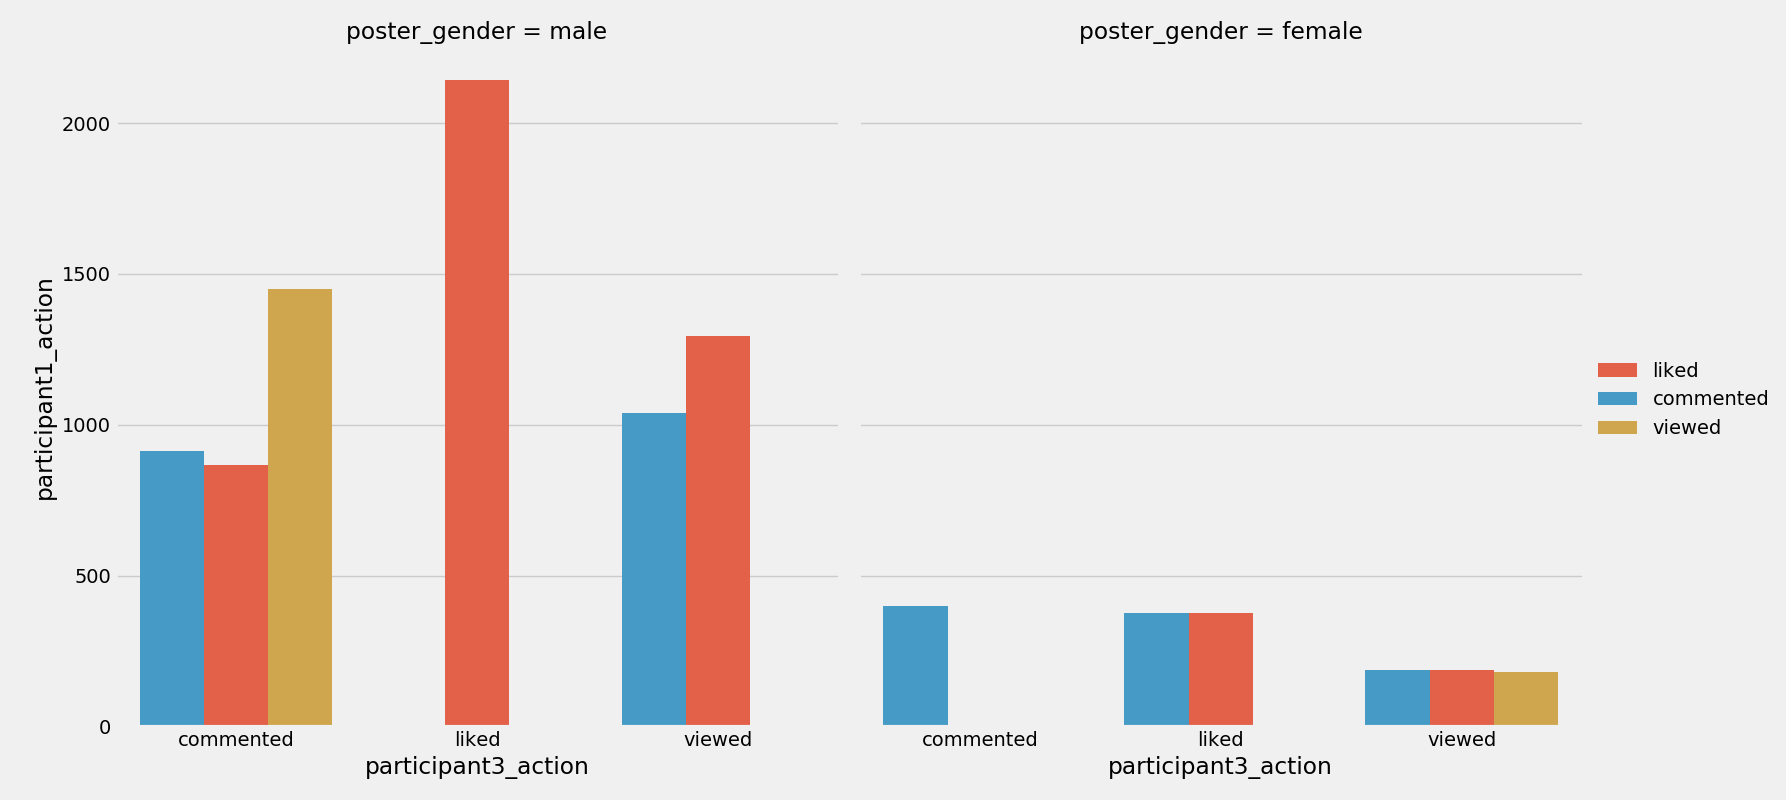 poster_gender = male
poster_gender = female
participant1_action
2000
1500
1000
500
0
commented liked viewed
participant3_action
commented liked viewed
participant3_action
liked
commented
viewed